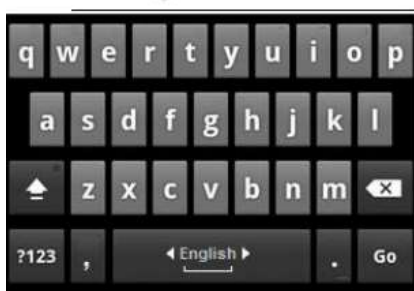 q w e r t y u i o p
a s d f g h j k l
z x c v b n m
?123 , English . Go